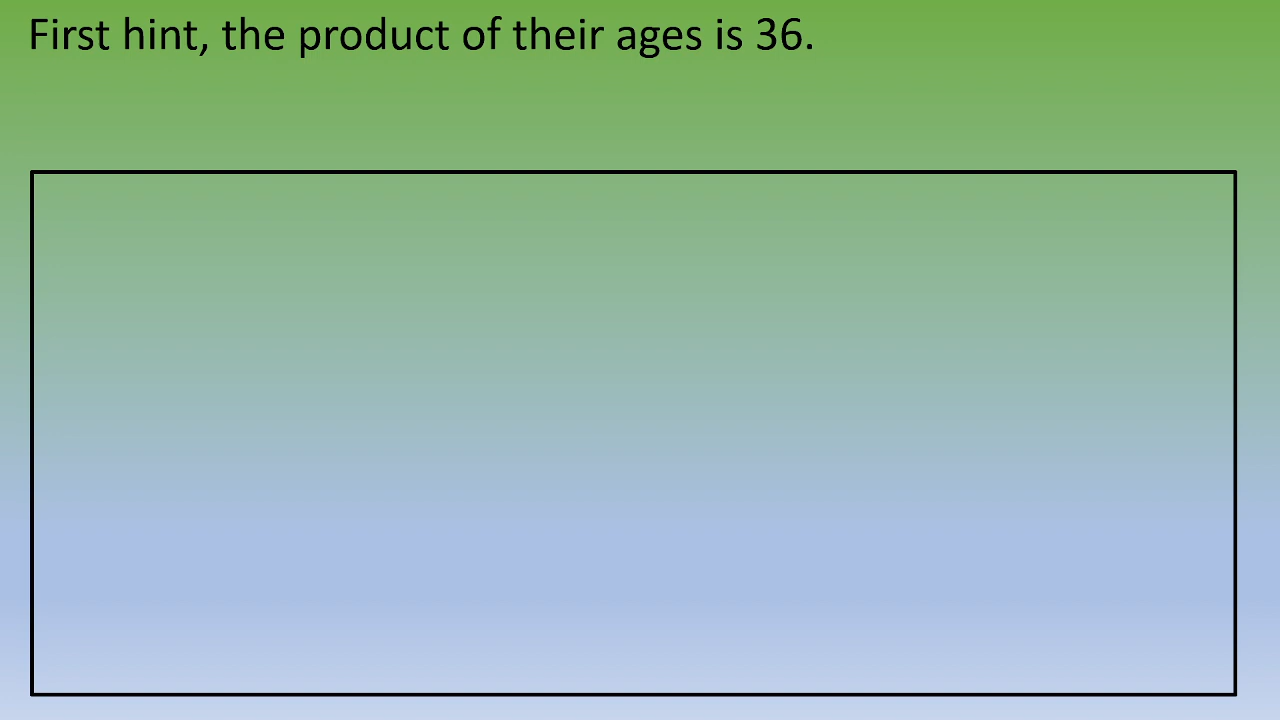 First hint, the product of their ages is 36.